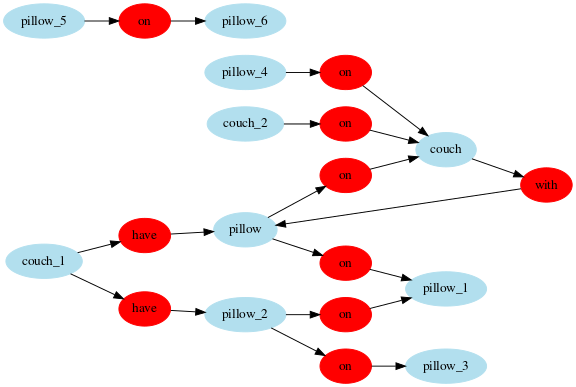 pillow_5 on pillow_6
pillow_4 on
couch_2 on
couch
on
with
have pillow
couch_1
on
pillow_1
have pillow_2 on
on pillow_3